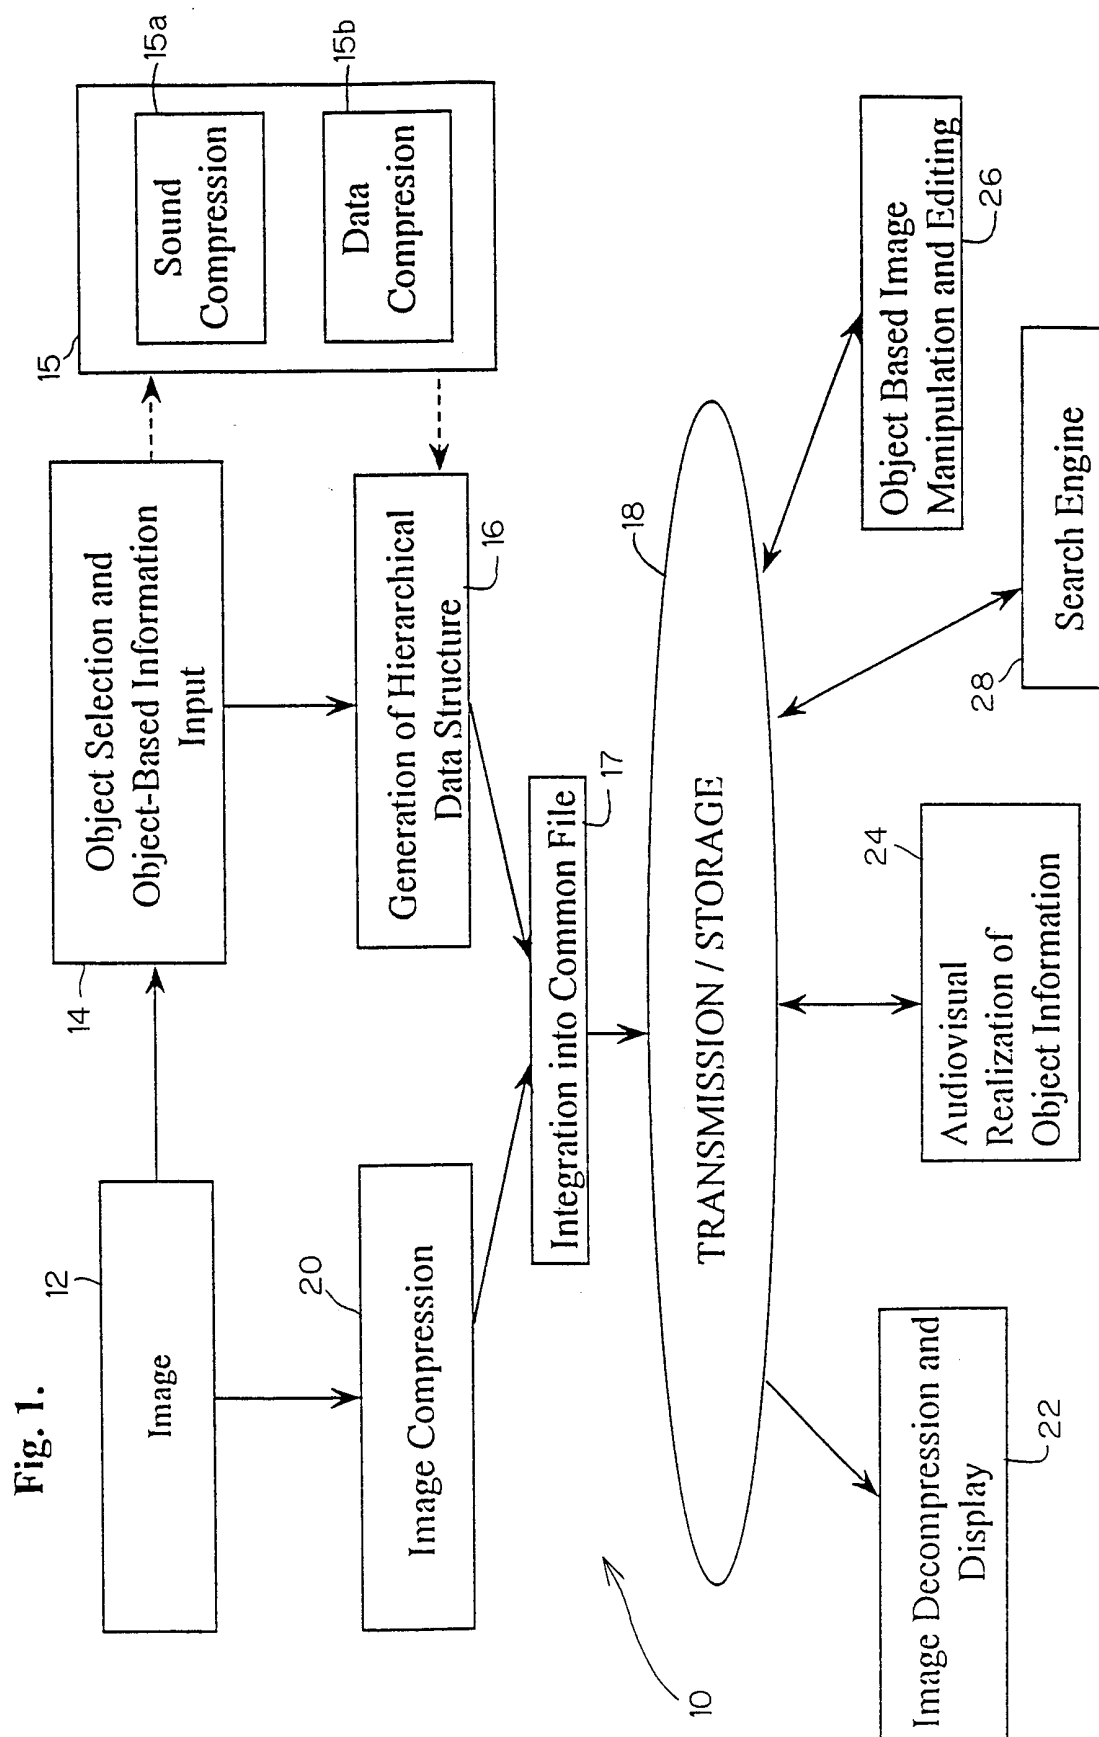 Fig. 1.
12
Image
14
Object Selection and
Object-Based Information
Input
15
15a
Sound
Compression
15b
Data
Compresion
20
Image Compression
Generation of Hierarchical
Data Structure
16
Integration into Common File
17
10
TRANSMISSION / STORAGE
18
Image Decompression and
Display
22
24
Audiovisual
Realization of
Object Information
28
Search Engine
Object Based Image
Manipulation and Editing
26